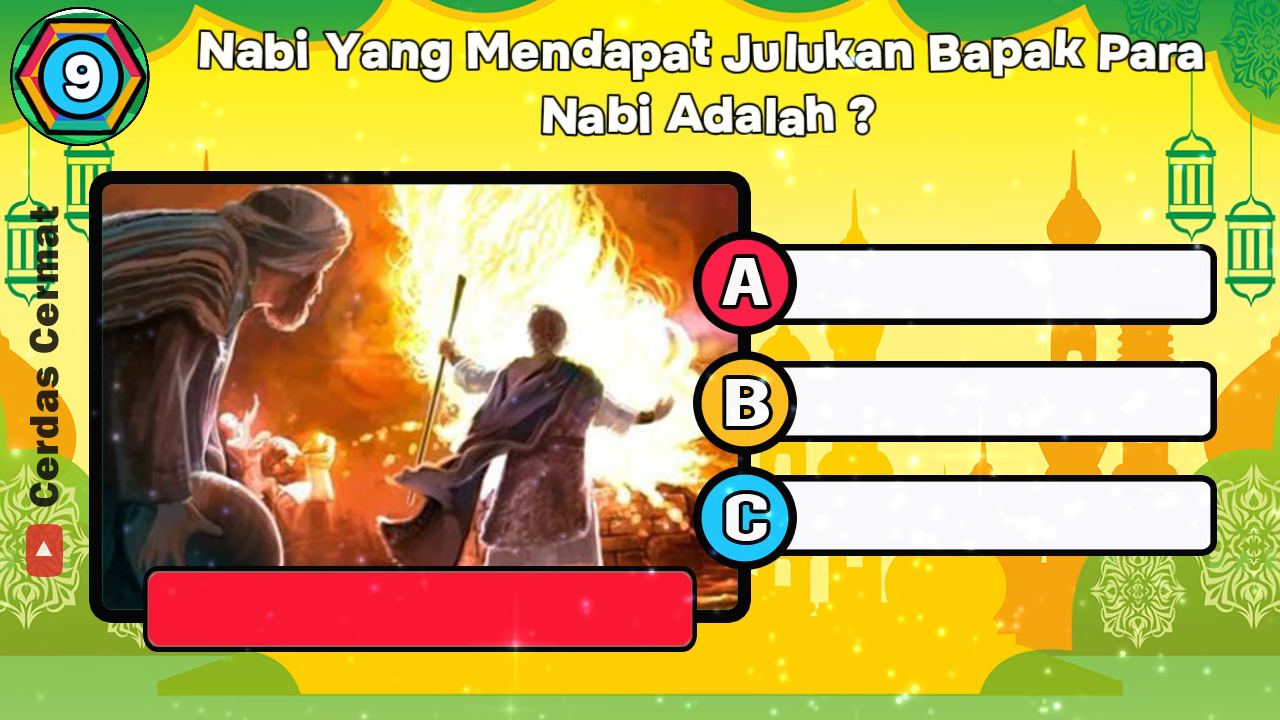 9
Nabi Yang Mendapat Julukan Bapak Para
Nabi Adalah ?
Cerdas Cermat
A
B
C